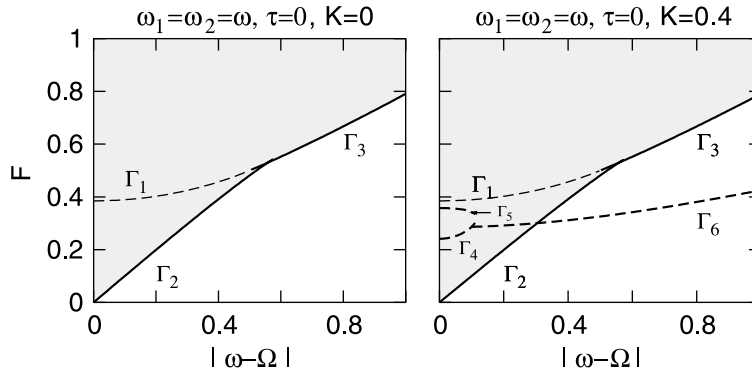 ω₁=ω₂=ω, τ=0, K=0
ω₁=ω₂=ω, τ=0, K=0.4
F
1
0.8
0.6
0.4
0.2
0
Γ₁
Γ₂
Γ₃
0 0.4 0.8
| ω−Ω |
Γ₁
Γ₅
Γ₄
Γ₂
Γ₃
Γ₆
0 0.4 0.8
| ω−Ω |